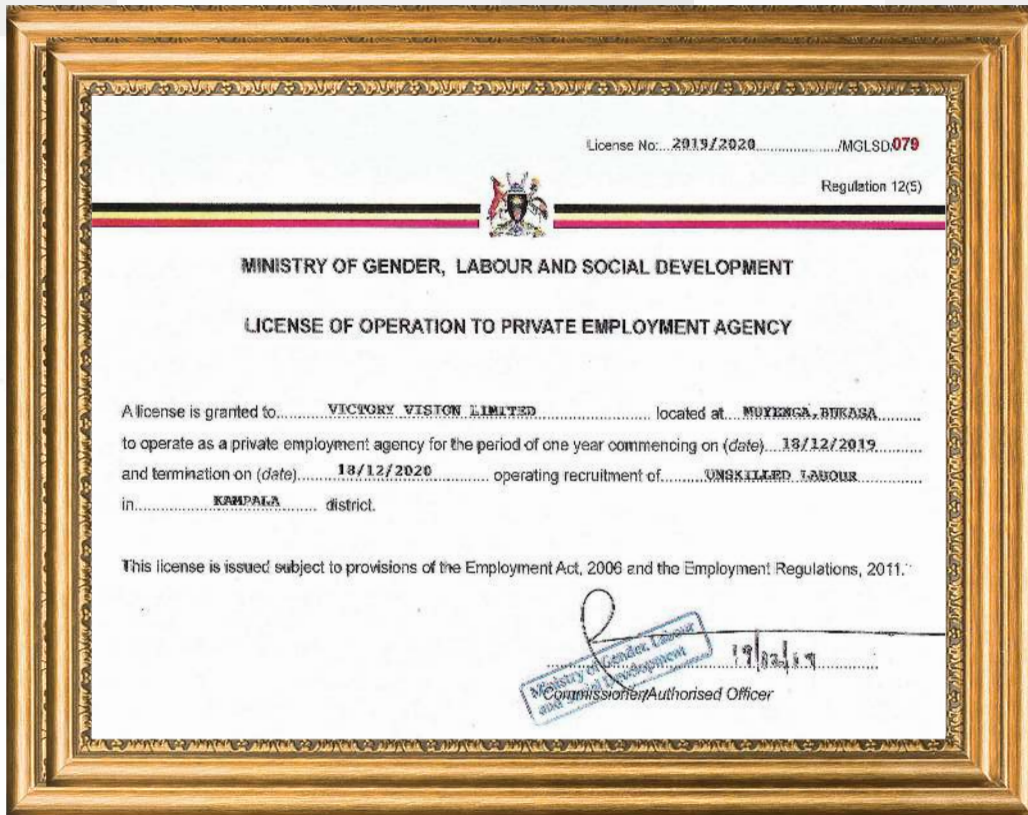 License No:...2019/2020...................../MGLSD/079
Regulation 12(5)
MINISTRY OF GENDER, LABOUR AND SOCIAL DEVELOPMENT
LICENSE OF OPERATION TO PRIVATE EMPLOYMENT AGENCY
A license is granted to.........VICTORY VISION LIMITED.......................... located at....MUYENGA,BUKASA..........
to operate as a private employment agency for the period of one year commencing on (date)....18/12/2019..........
and termination on (date).........18/12/2020............ operating recruitment of.........UNSKILLED LABOUR..............
in..................KAMPALA........ district.
This license is issued subject to provisions of the Employment Act, 2006 and the Employment Regulations, 2011.
Ministry of Gender, Labour
and Social Development
19/12/19
Commissioner/Authorised Officer